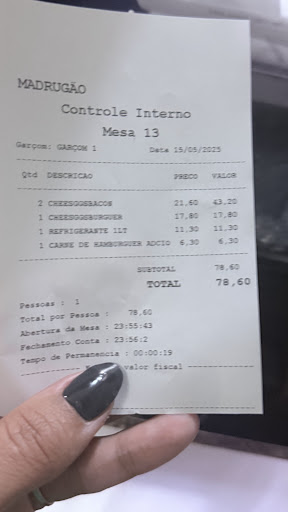 MADRUGÃO
Controle Interno
Mesa 13
Garçom: GARÇOM 1 Data 15/05/2025
Qtd DESCRICAO PRECO VALOR
2 CHEESGGSBACON 21,60 43,20
1 CHEESGGSBURGUER 17,80 17,80
1 REFRIGERANTE 1LT 11,30 11,30
1 CARNE DE HAMBURGUER ADCIO 6,30 6,30
SUBTOTAL 78,60
TOTAL 78,60
Pessoas : 1
Total por Pessoa : 78,60
Abertura da Mesa : 23:55:43
Fechamento Conta : 23:56:2
Tempo de Permanencia : 00:00:19
valor fiscal